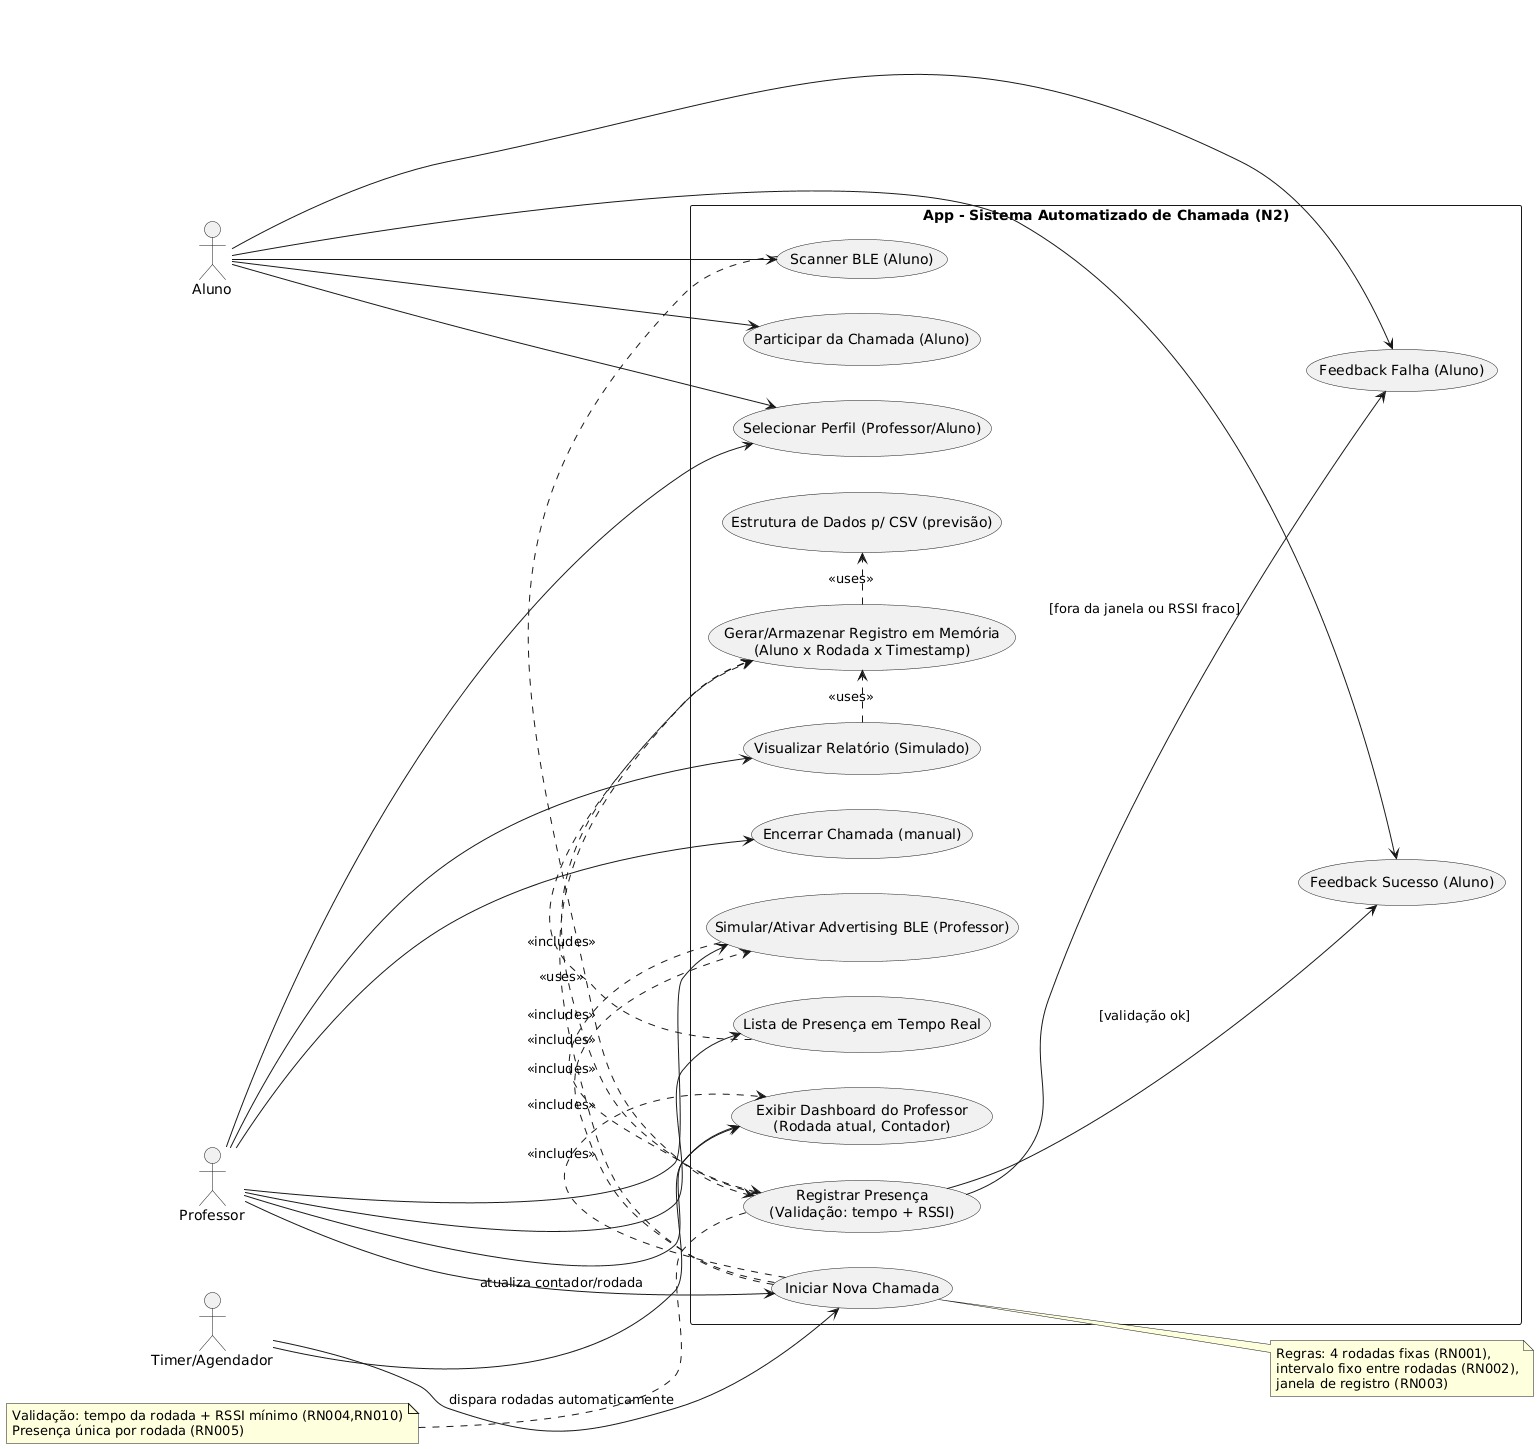 App - Sistema Automatizado de Chamada (N2)
Scanner BLE (Aluno)
Aluno
Participar da Chamada (Aluno)
Feedback Falha (Aluno)
Selecionar Perfil (Professor/Aluno)
Estrutura de Dados p/ CSV (previsão)
«uses»
[fora da janela ou RSSI fraco]
Gerar/Armazenar Registro em Memória
(Aluno x Rodada x Timestamp)
«uses»
Visualizar Relatório (Simulado)
Encerrar Chamada (manual)
Feedback Sucesso (Aluno)
Simular/Ativar Advertising BLE (Professor)
«includes»
«uses»
«includes»
[validação ok]
Lista de Presença em Tempo Real
«includes»
«includes»
«includes»
Exibir Dashboard do Professor
(Rodada atual, Contador)
«includes»
Registrar Presença
(Validação: tempo + RSSI)
Professor
atualiza contador/rodada
Iniciar Nova Chamada
Timer/Agendador
Regras: 4 rodadas fixas (RN001),
intervalo fixo entre rodadas (RN002),
janela de registro (RN003)
dispara rodadas automaticamente
Validação: tempo da rodada + RSSI mínimo (RN004,RN010)
Presença única por rodada (RN005)